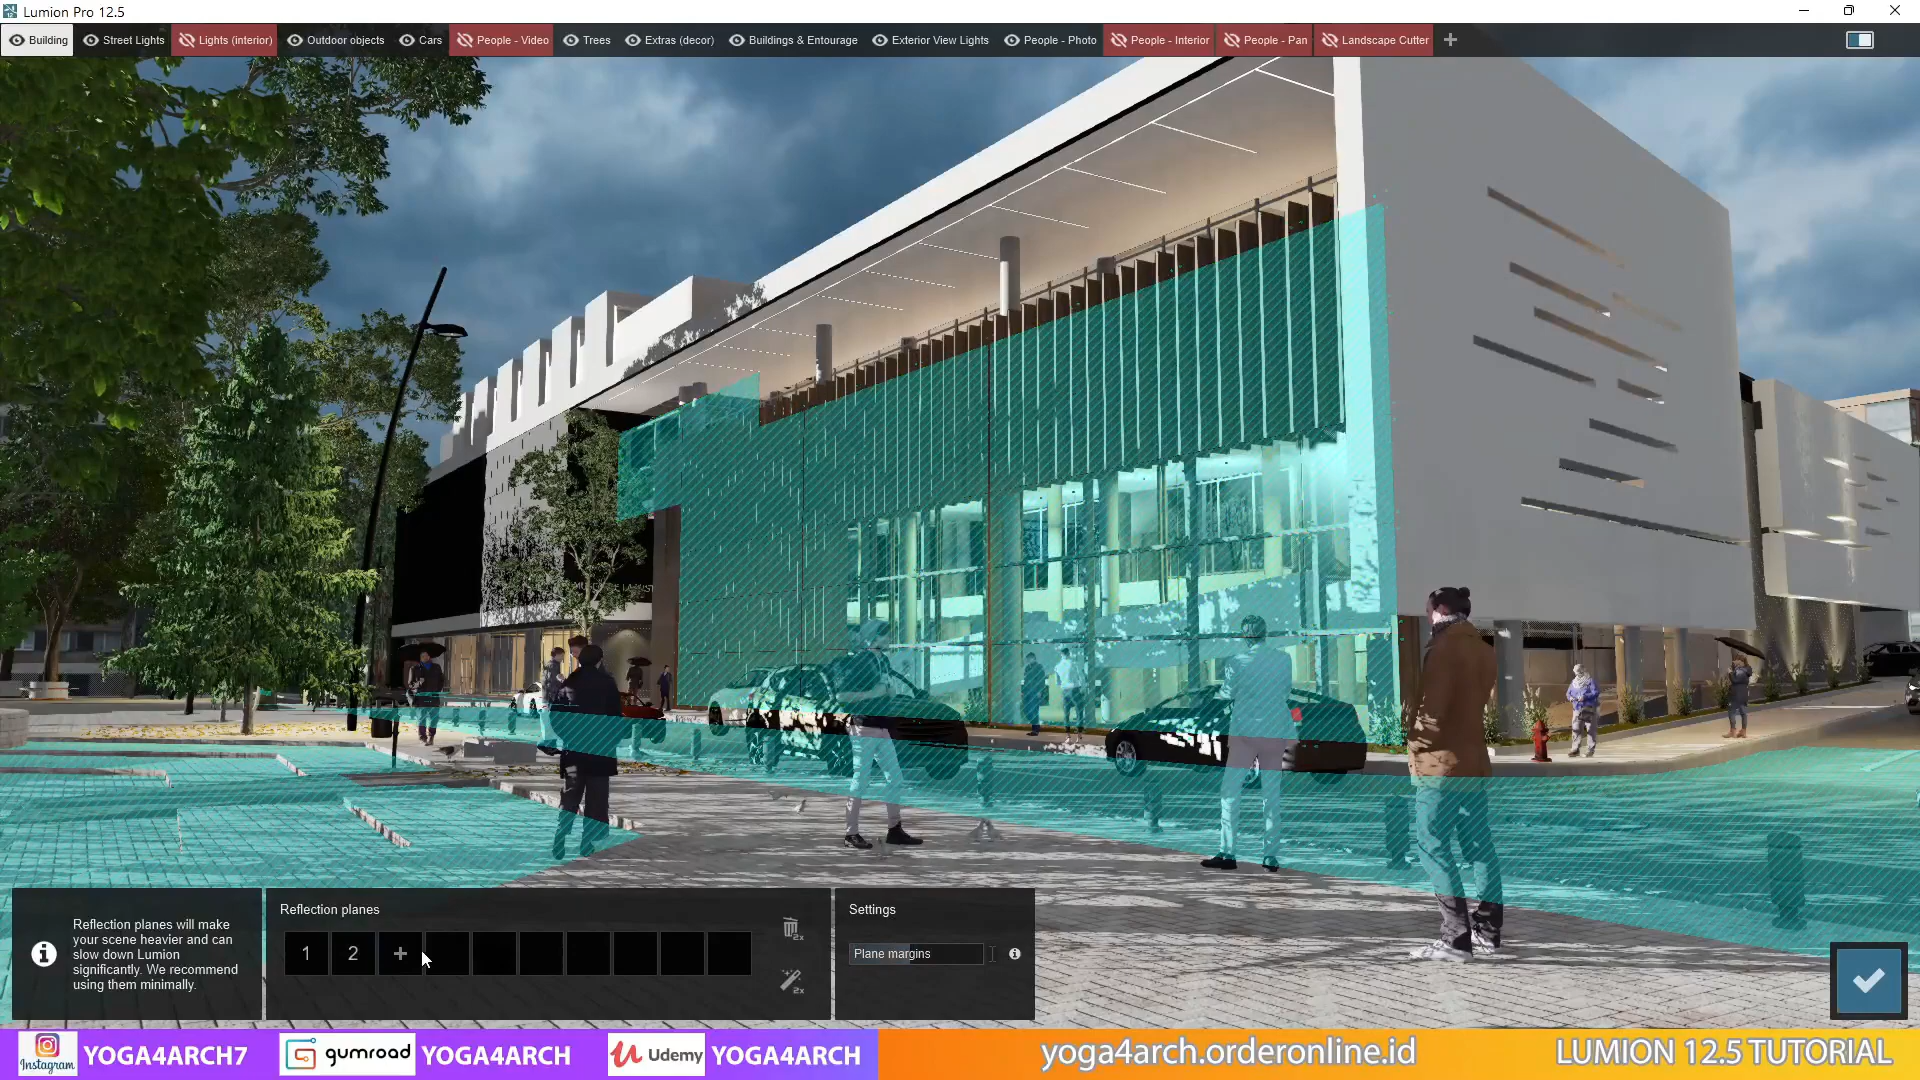 Lumion Pro 12.5
Building
Street Lights
Lights (interior)
Outdoor objects
Cars
People - Video
Trees
Extras (decor)
Buildings & Entourage
Exterior View Lights
People - Photo
People - Interior
People - Pan
Landscape Cutter
Reflection planes will make
your scene heavier and can
slow down Lumion
significantly. We recommend
using them minimally.
Reflection planes
1 2 +
2x
2x
Settings
Plane margins
Instagram YOGA4ARCH7
gumroad YOGA4ARCH
Udemy YOGA4ARCH
yoga4arch.orderonline.id
LUMION 12.5 TUTORIAL